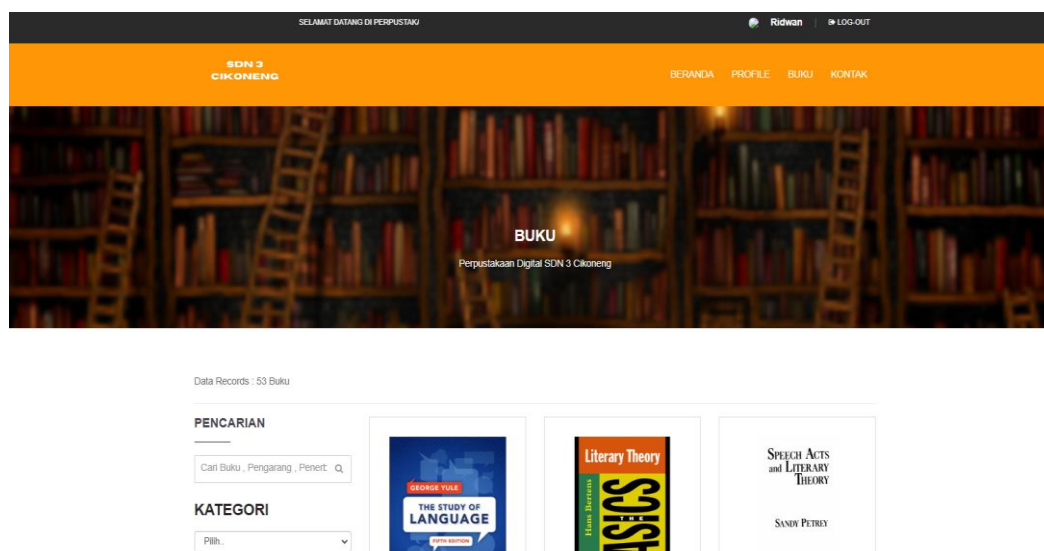 SELAMAT DATANG DI PERPUSTAKA
Ridwan
LOG-OUT
SDN 3
CIKONENG
BERANDA PROFILE BUKU KONTAK
BUKU
Perpustakaan Digital SDN 3 Cikoneng
Data Records : 53 Buku
PENCARIAN
Cari Buku , Pengarang , Penerb
KATEGORI
Pilih..
GEORGE YULE
THE STUDY OF
LANGUAGE
FIFTH EDITION
Literary Theory
Hans Bertens
THE
BASICS
SPEECH ACTS
and LITERARY
THEORY
SANDY PETREY